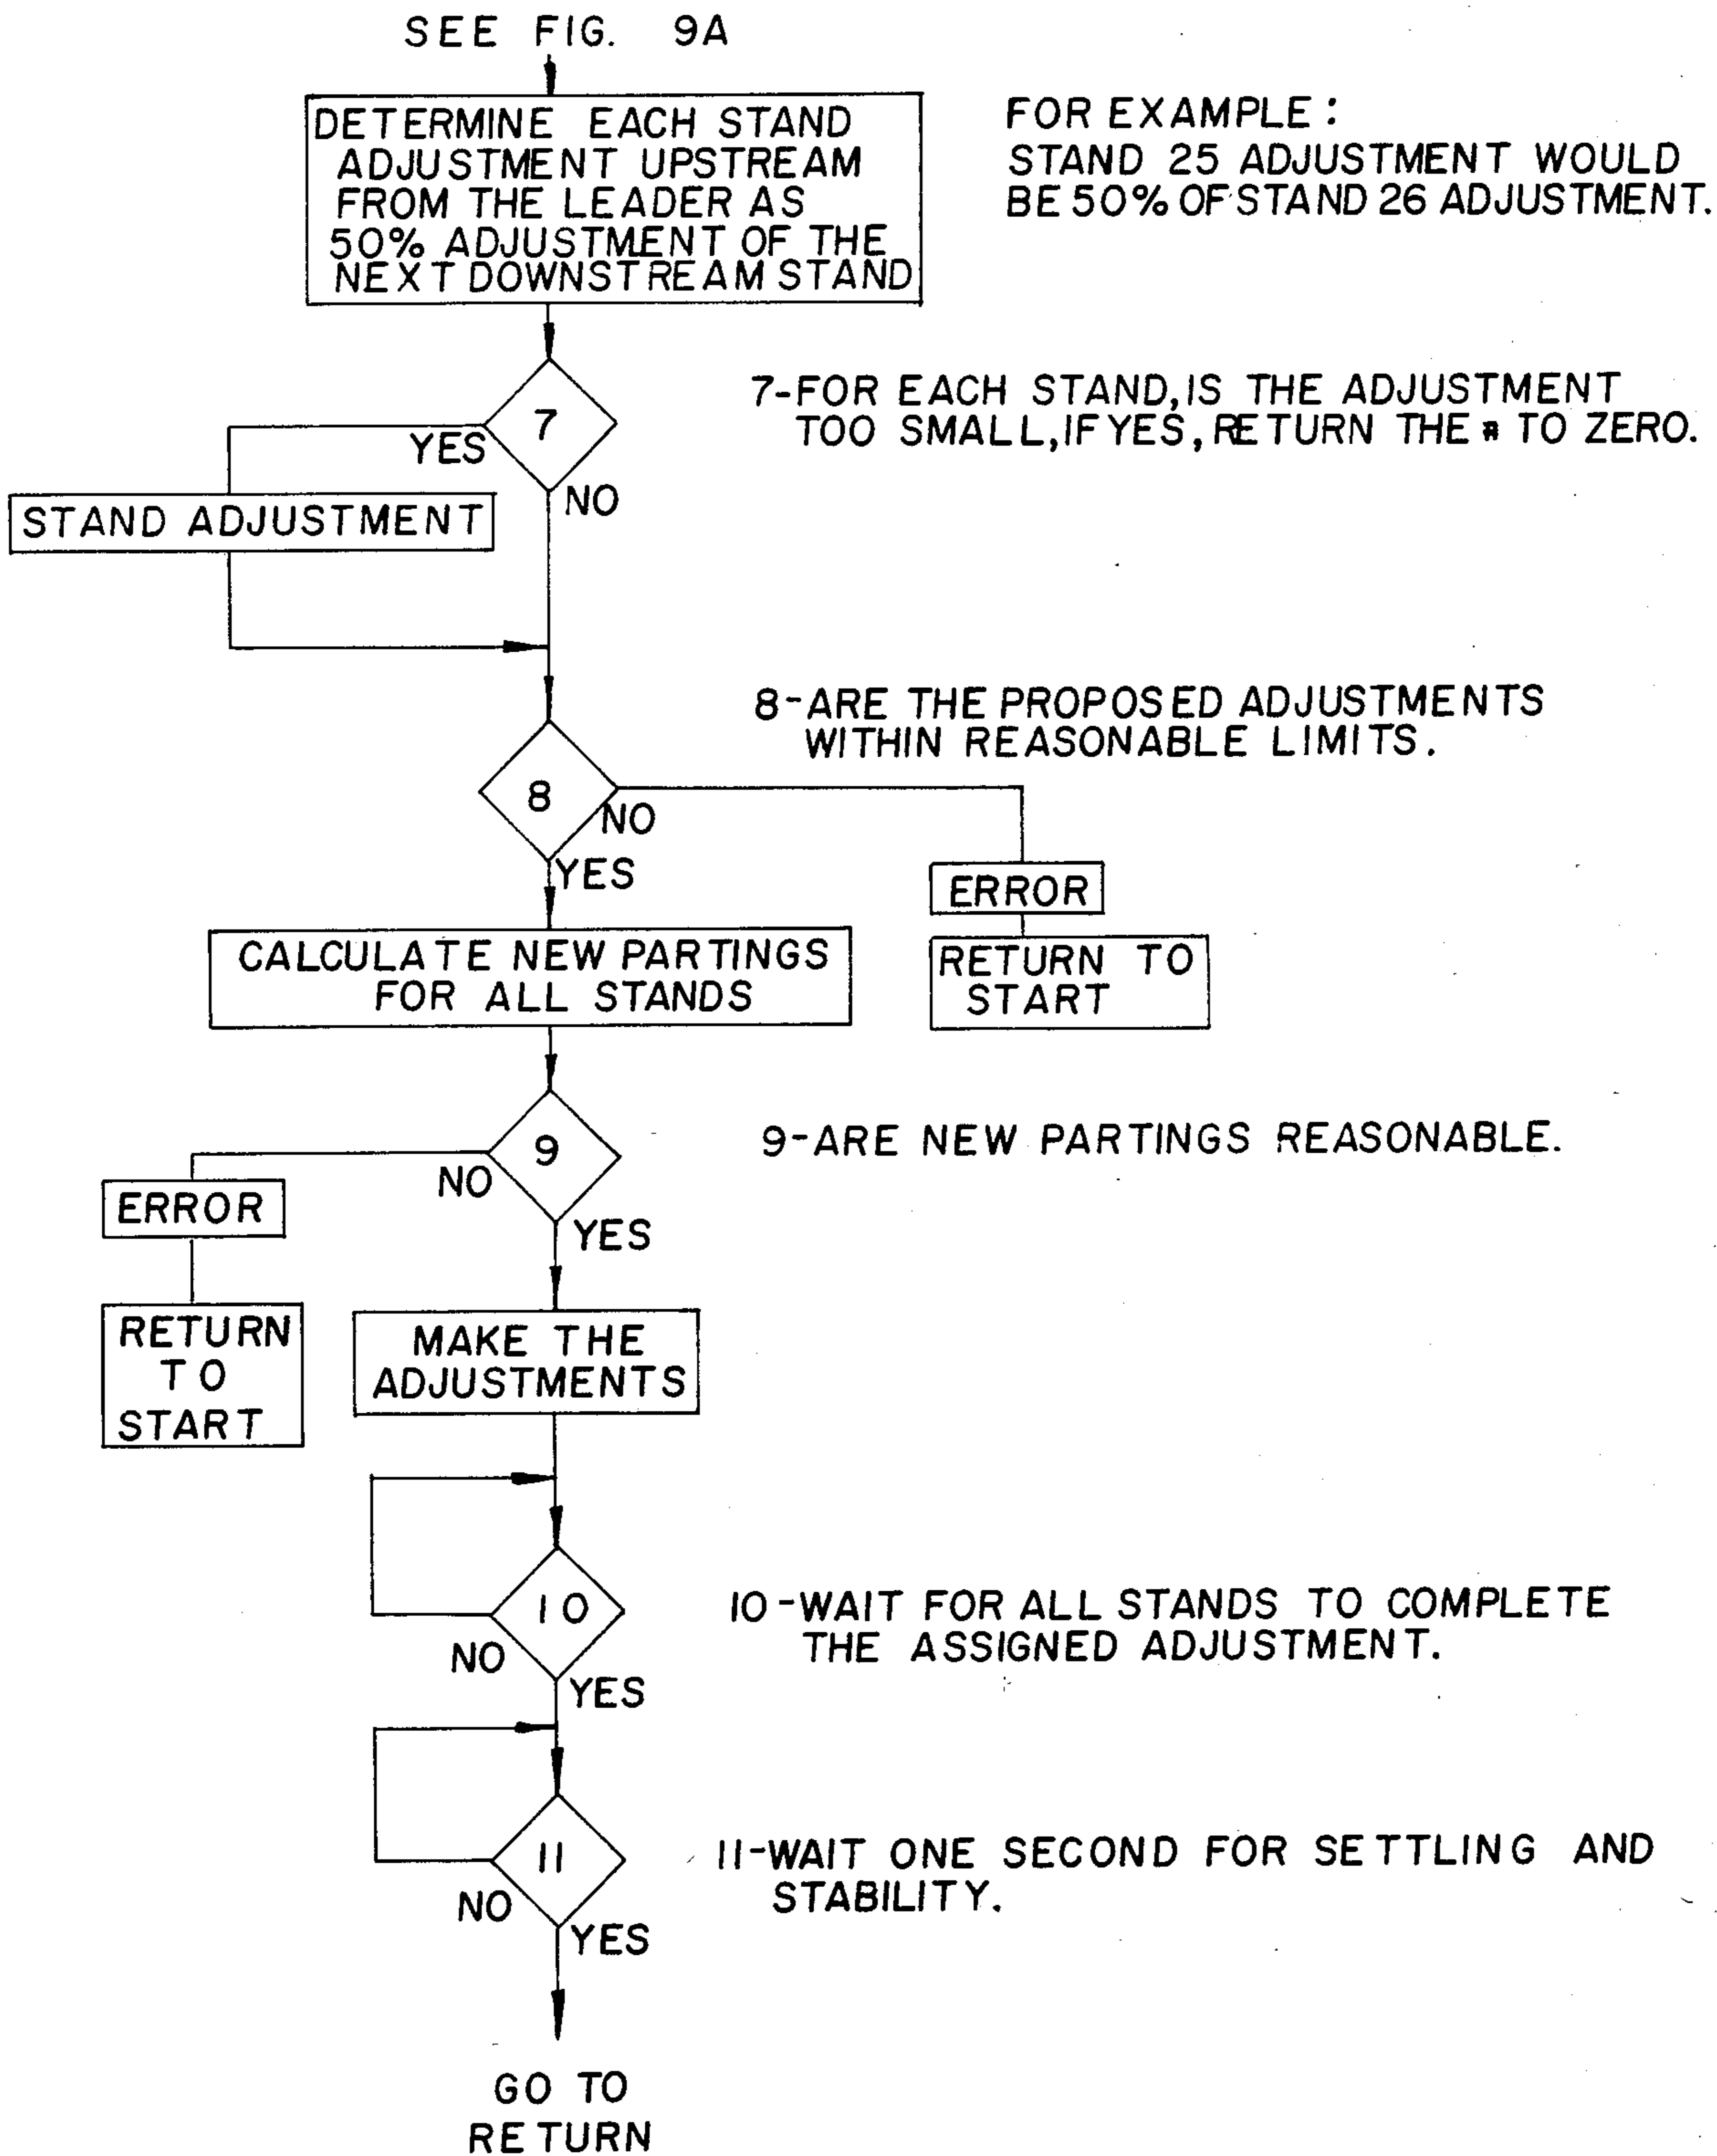 SEE FIG. 9A
DETERMINE EACH STAND
ADJUSTMENT UPSTREAM
FROM THE LEADER AS
50% ADJUSTMENT OF THE
NEXT DOWNSTREAM STAND
FOR EXAMPLE:
STAND 25 ADJUSTMENT WOULD
BE 50% OF STAND 26 ADJUSTMENT.
7
YES
NO
7-FOR EACH STAND, IS THE ADJUSTMENT
TOO SMALL, IF YES, RETURN THE # TO ZERO.
STAND ADJUSTMENT
8-ARE THE PROPOSED ADJUSTMENTS
WITHIN REASONABLE LIMITS.
8
NO
YES
ERROR
RETURN TO
START
CALCULATE NEW PARTINGS
FOR ALL STANDS
9
NO
YES
9-ARE NEW PARTINGS REASONABLE.
ERROR
RETURN
TO
START
MAKE THE
ADJUSTMENTS
10
NO
YES
10-WAIT FOR ALL STANDS TO COMPLETE
THE ASSIGNED ADJUSTMENT.
11
NO
YES
11-WAIT ONE SECOND FOR SETTLING AND
STABILITY.
GO TO
RETURN